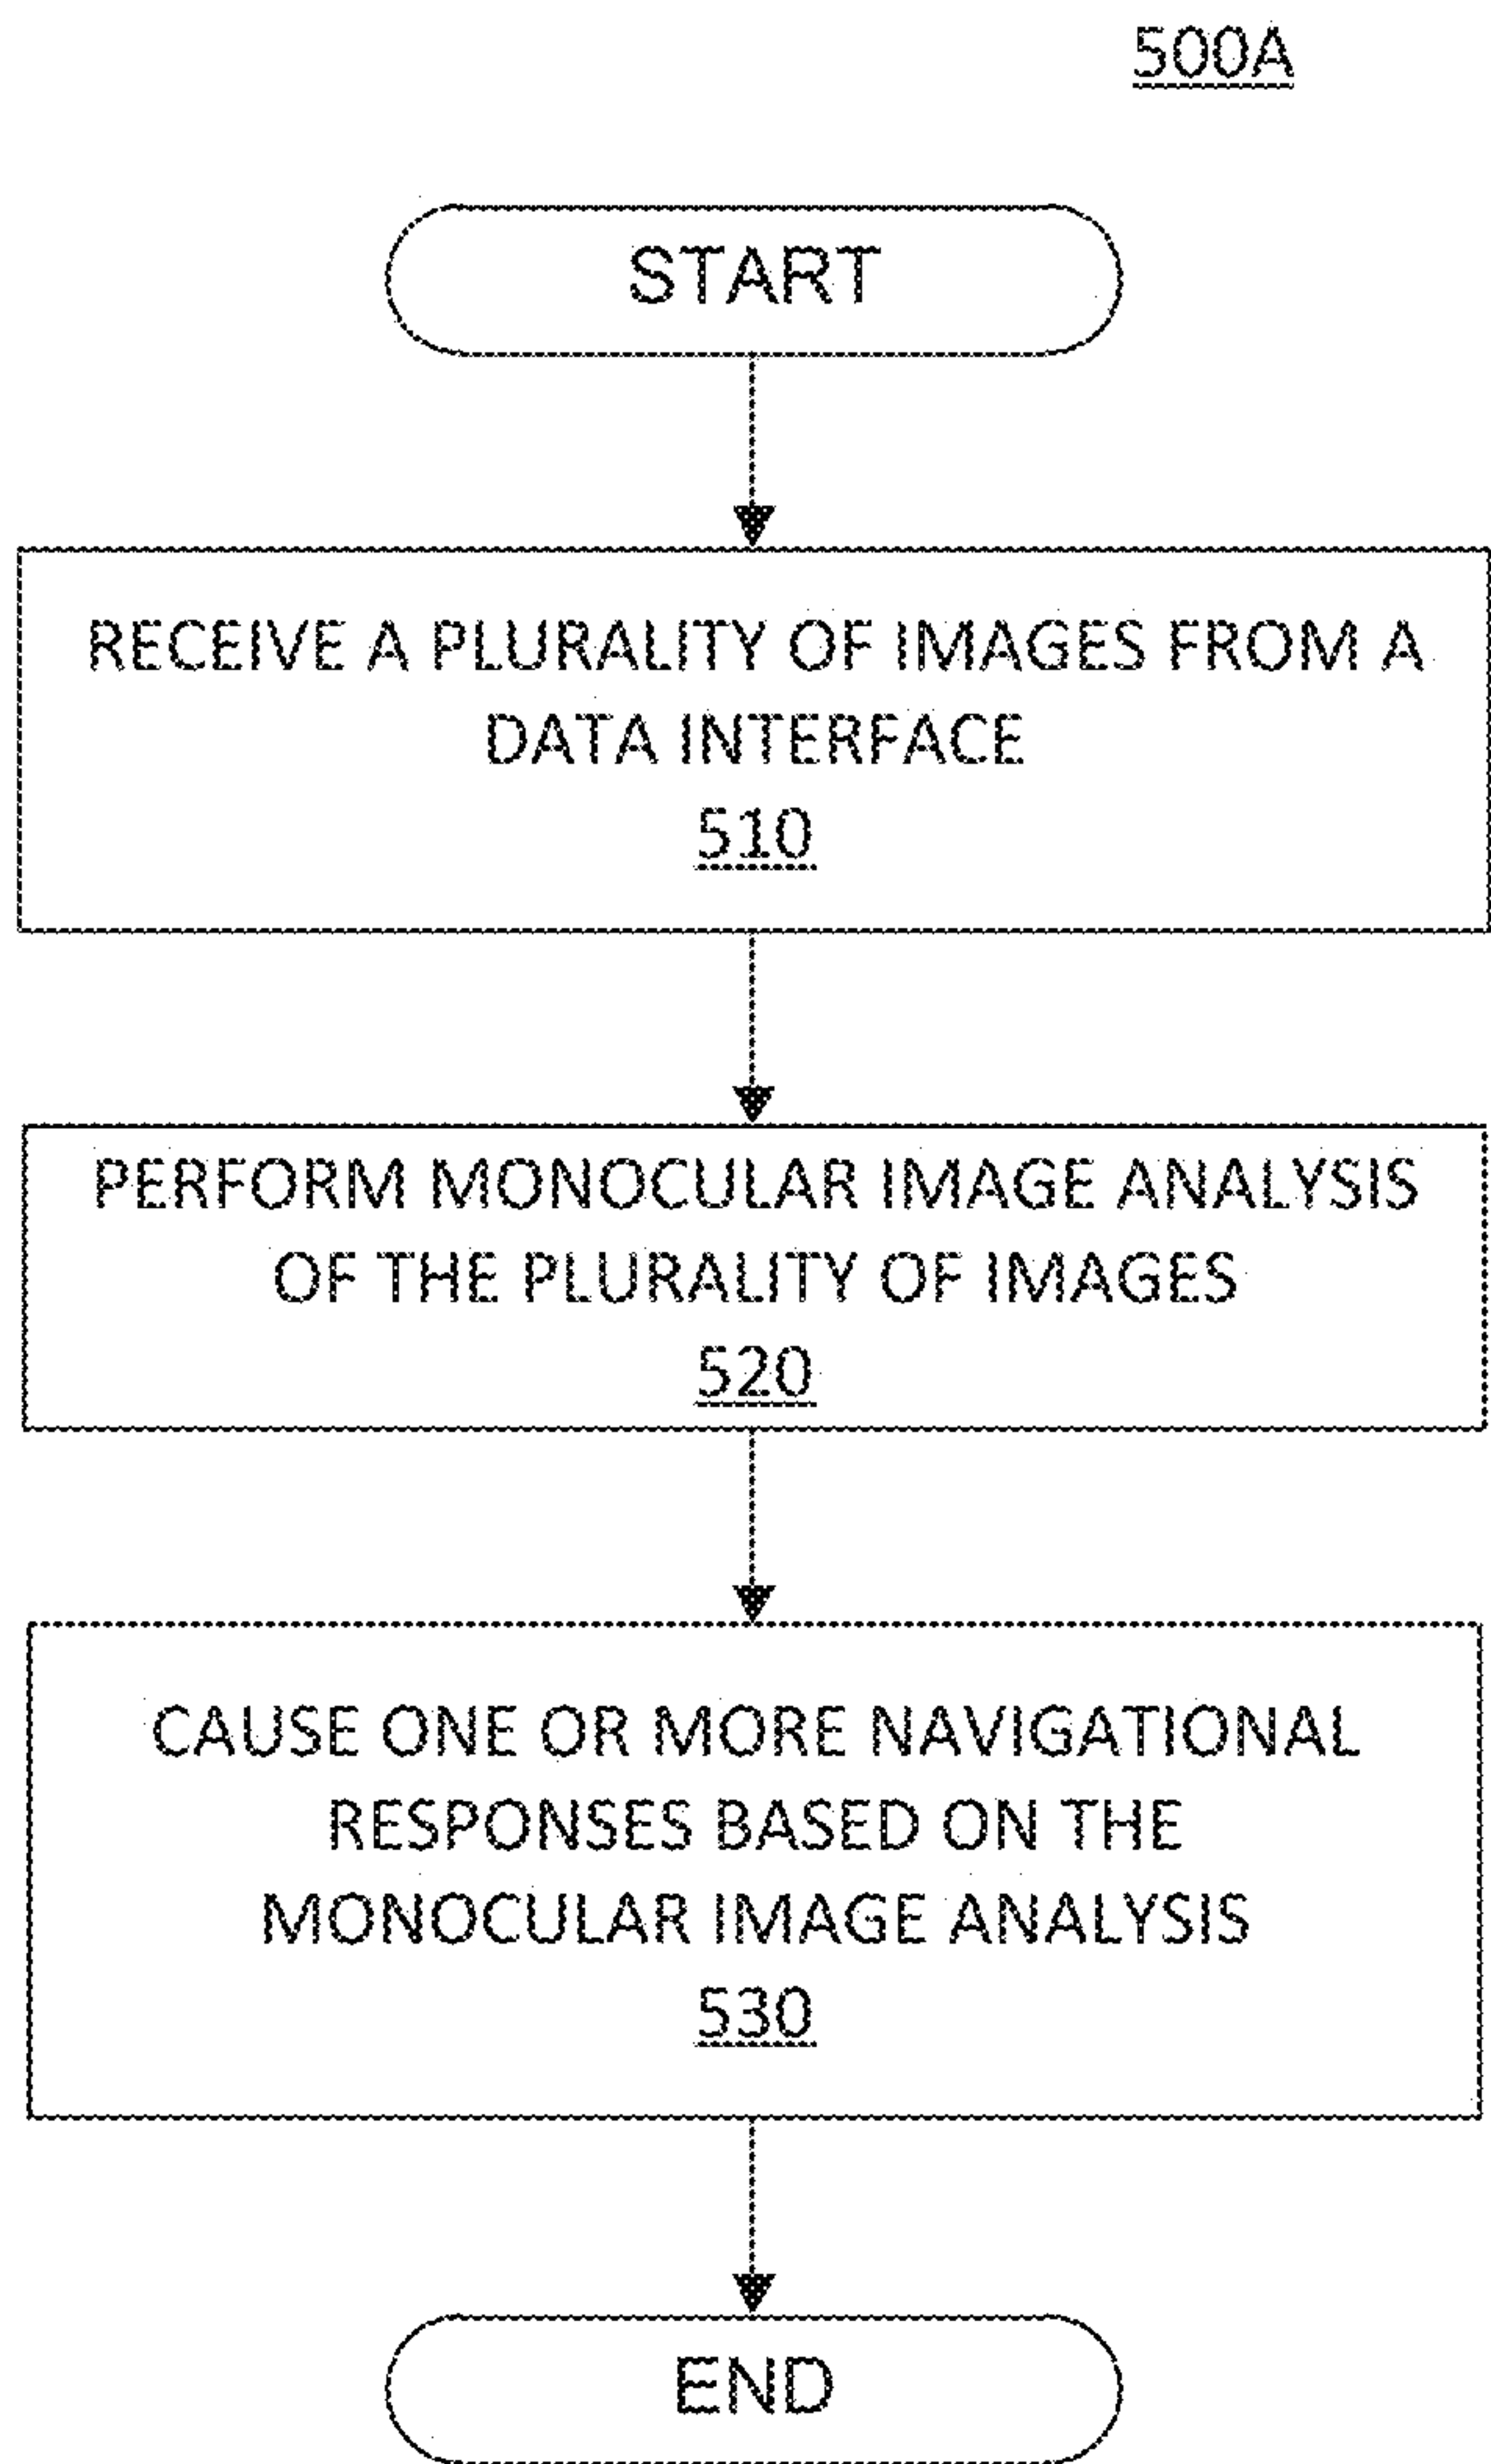 500A
START
RECEIVE A PLURALITY OF IMAGES FROM A
DATA INTERFACE
510
PERFORM MONOCULAR IMAGE ANALYSIS
OF THE PLURALITY OF IMAGES
520
CAUSE ONE OR MORE NAVIGATIONAL
RESPONSES BASED ON THE
MONOCULAR IMAGE ANALYSIS
530
END